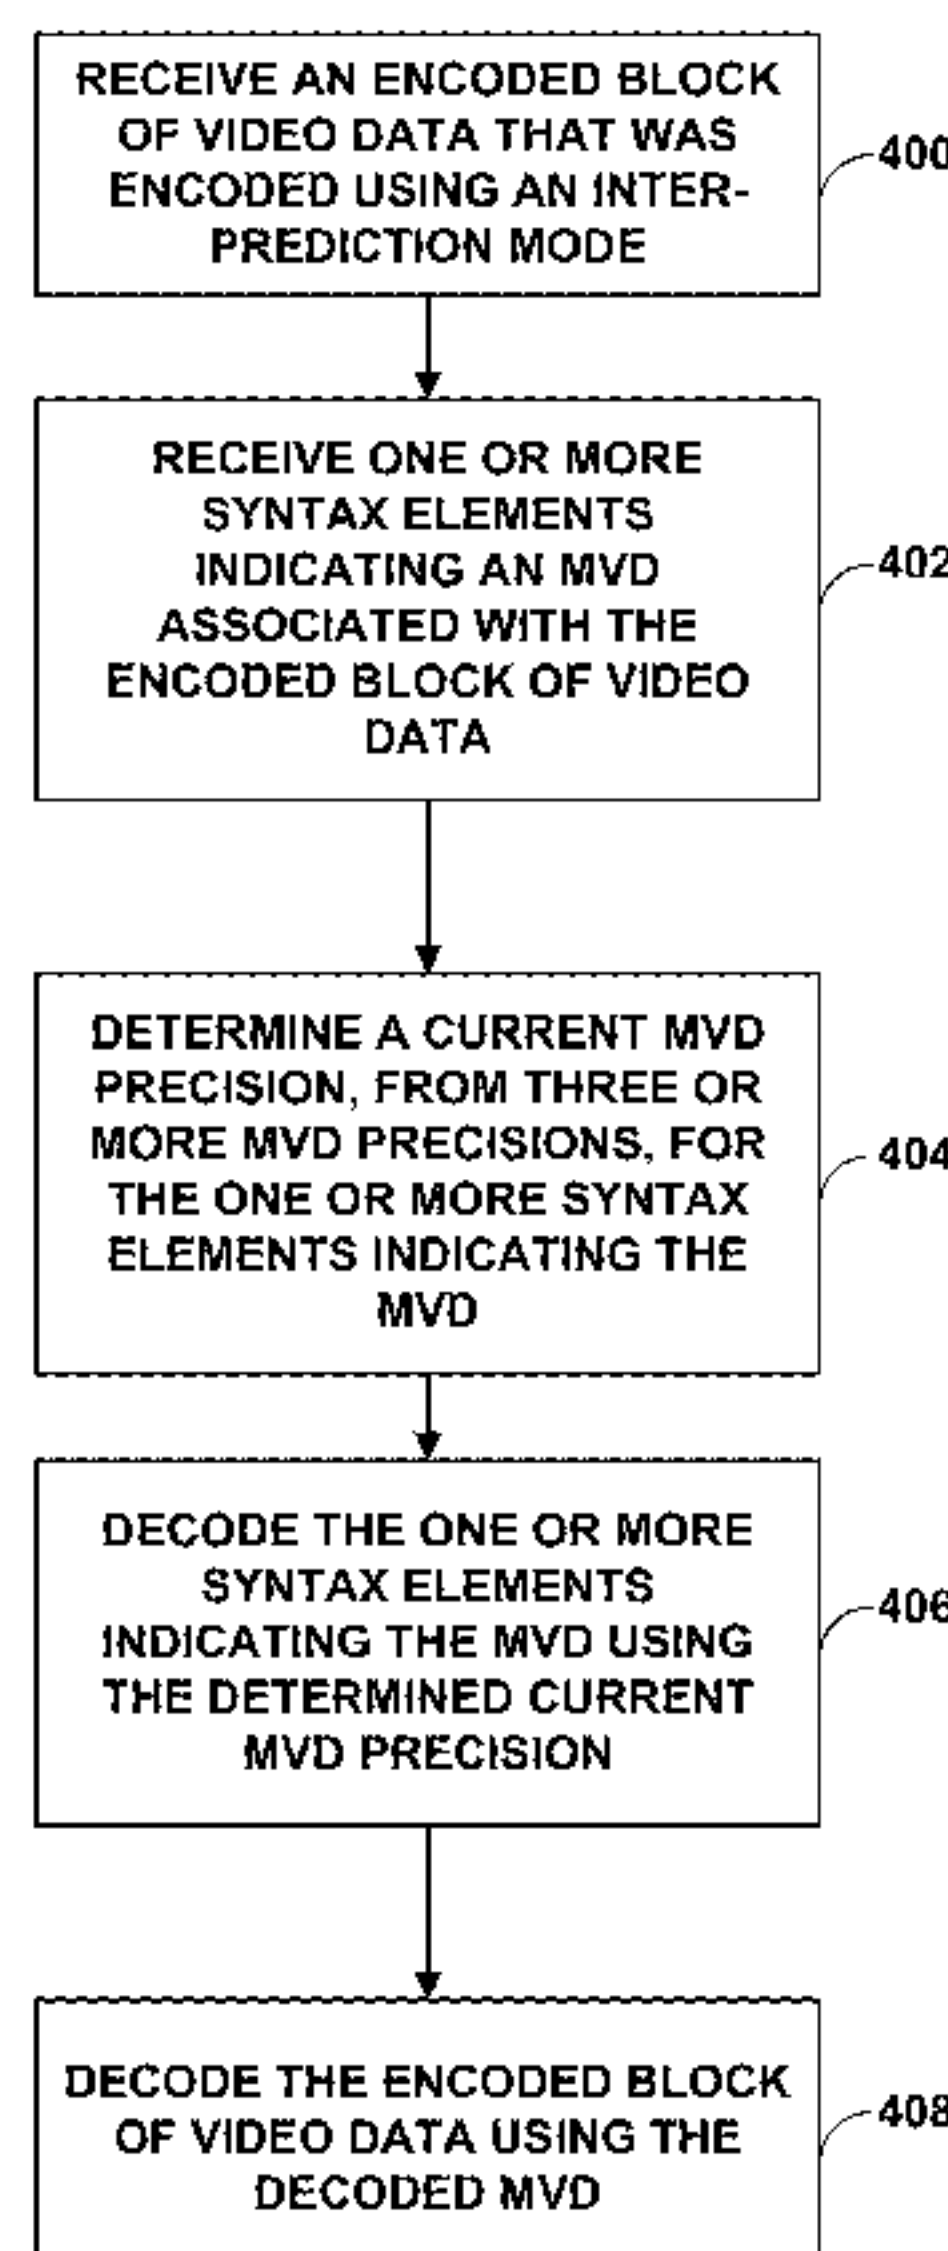 RECEIVE AN ENCODED BLOCK
OF VIDEO DATA THAT WAS
ENCODED USING AN INTER-
PREDICTION MODE
400
RECEIVE ONE OR MORE
SYNTAX ELEMENTS
INDICATING AN MVD
ASSOCIATED WITH THE
ENCODED BLOCK OF VIDEO
DATA
402
DETERMINE A CURRENT MVD
PRECISION, FROM THREE OR
MORE MVD PRECISIONS, FOR
THE ONE OR MORE SYNTAX
ELEMENTS INDICATING THE
MVD
404
DECODE THE ONE OR MORE
SYNTAX ELEMENTS
INDICATING THE MVD USING
THE DETERMINED CURRENT
MVD PRECISION
406
DECODE THE ENCODED BLOCK
OF VIDEO DATA USING THE
DECODED MVD
408